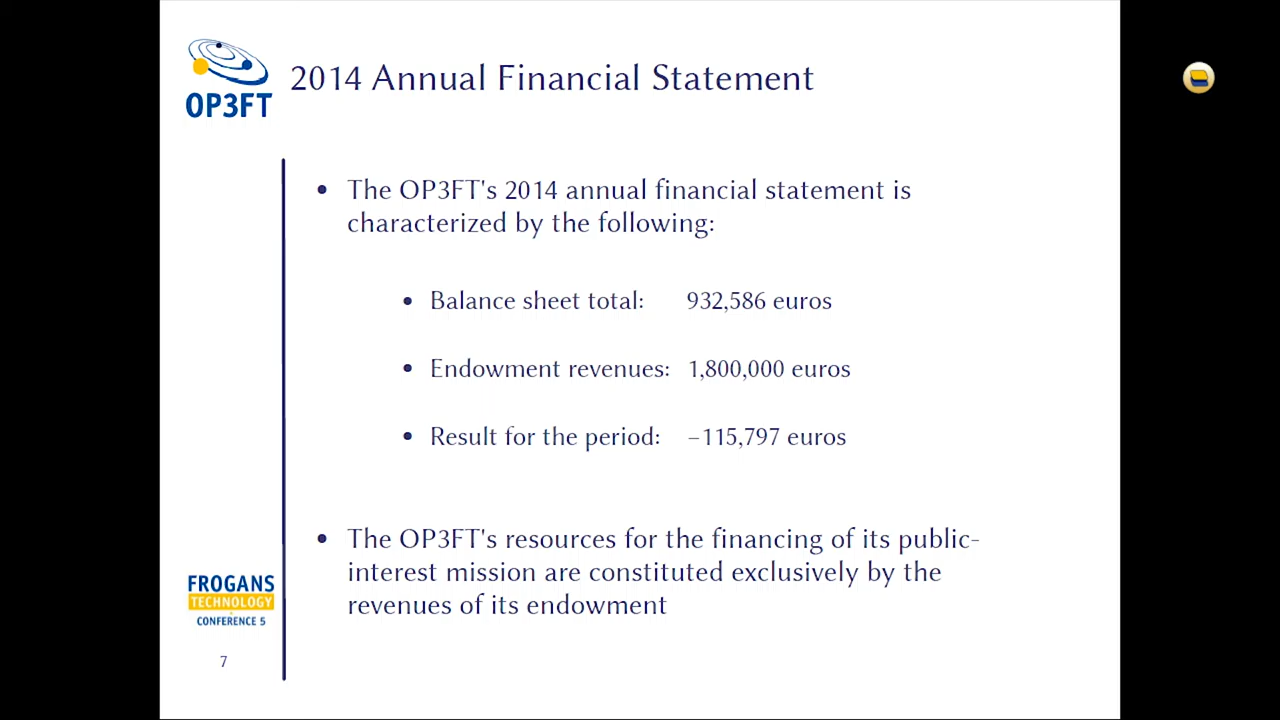 OP3FT
2014 Annual Financial Statement
• The OP3FT's 2014 annual financial statement is
characterized by the following:
• Balance sheet total: 932,586 euros
• Endowment revenues: 1,800,000 euros
• Result for the period: –115,797 euros
• The OP3FT's resources for the financing of its public-
interest mission are constituted exclusively by the
revenues of its endowment
FROGANS
TECHNOLOGY
CONFERENCE 5
7